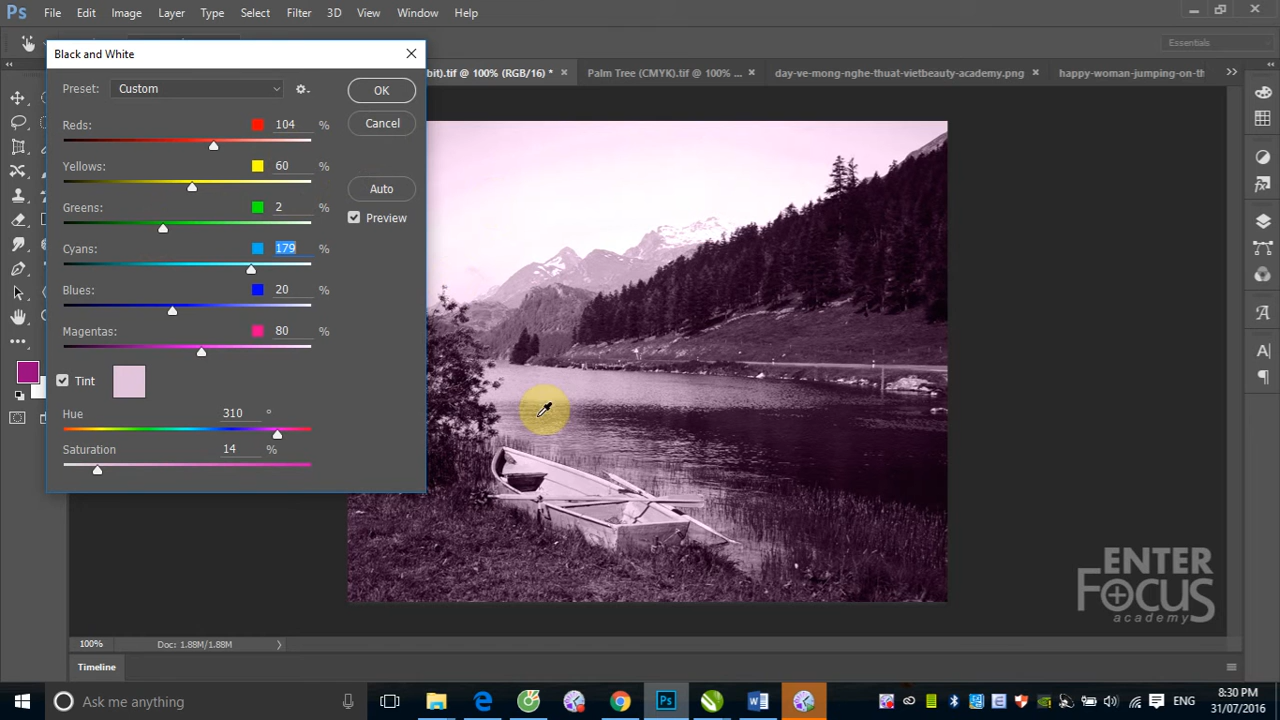 Ps File Edit Image Layer Type Select Filter 3D View Window Help
Essentials
Black and White
bit).tif @ 100% (RGB/16) *
Palm Tree (CMYK).tif @ 100% ...
day-ve-mong-nghe-thuat-vietbeauty-academy.png
happy-woman-jumping-on-th
Preset: Custom
OK
Reds: 104 %
Cancel
Yellows: 60 %
Auto
Greens: 2 %
Preview
Cyans: 179 %
Blues: 20 %
Magentas: 80 %
Tint
Hue 310 °
Saturation 14 %
ENTER
FOCUS
academy
100% Doc: 1.88M/1.88M
Timeline
Ask me anything
Ps
ENG
8:30 PM
31/07/2016